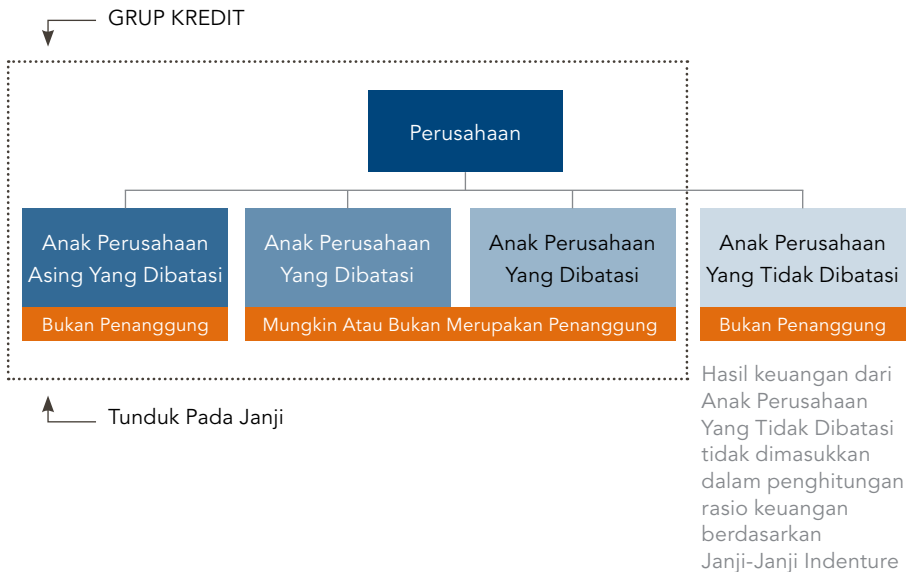 GRUP KREDIT
Perusahaan
Anak Perusahaan
Asing Yang Dibatasi
Bukan Penanggung
Anak Perusahaan
Yang Dibatasi
Anak Perusahaan
Yang Dibatasi
Mungkin Atau Bukan Merupakan Penanggung
Anak Perusahaan
Yang Tidak Dibatasi
Bukan Penanggung
Tunduk Pada Janji
Hasil keuangan dari
Anak Perusahaan
Yang Tidak Dibatasi
tidak dimasukkan
dalam penghitungan
rasio keuangan
berdasarkan
Janji-Janji Indenture